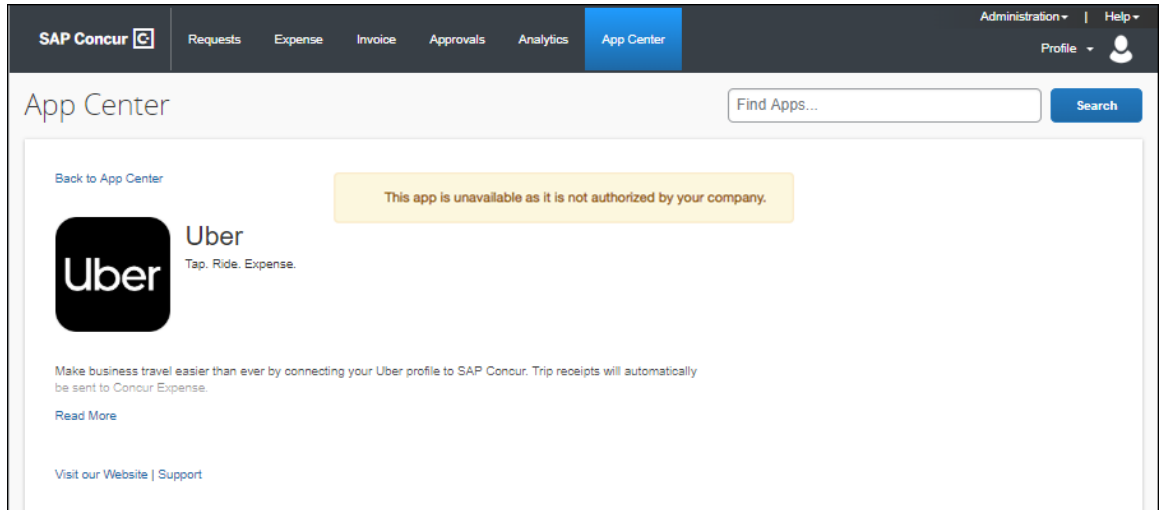 Administration | Help
SAP Concur C Requests Expense Invoice Approvals Analytics App Center
Profile
App Center
Find Apps...
Search
Back to App Center
This app is unavailable as it is not authorized by your company.
Uber
Uber
Tap. Ride. Expense.
Make business travel easier than ever by connecting your Uber profile to SAP Concur. Trip receipts will automatically
be sent to Concur Expense.
Read More
Visit our Website | Support